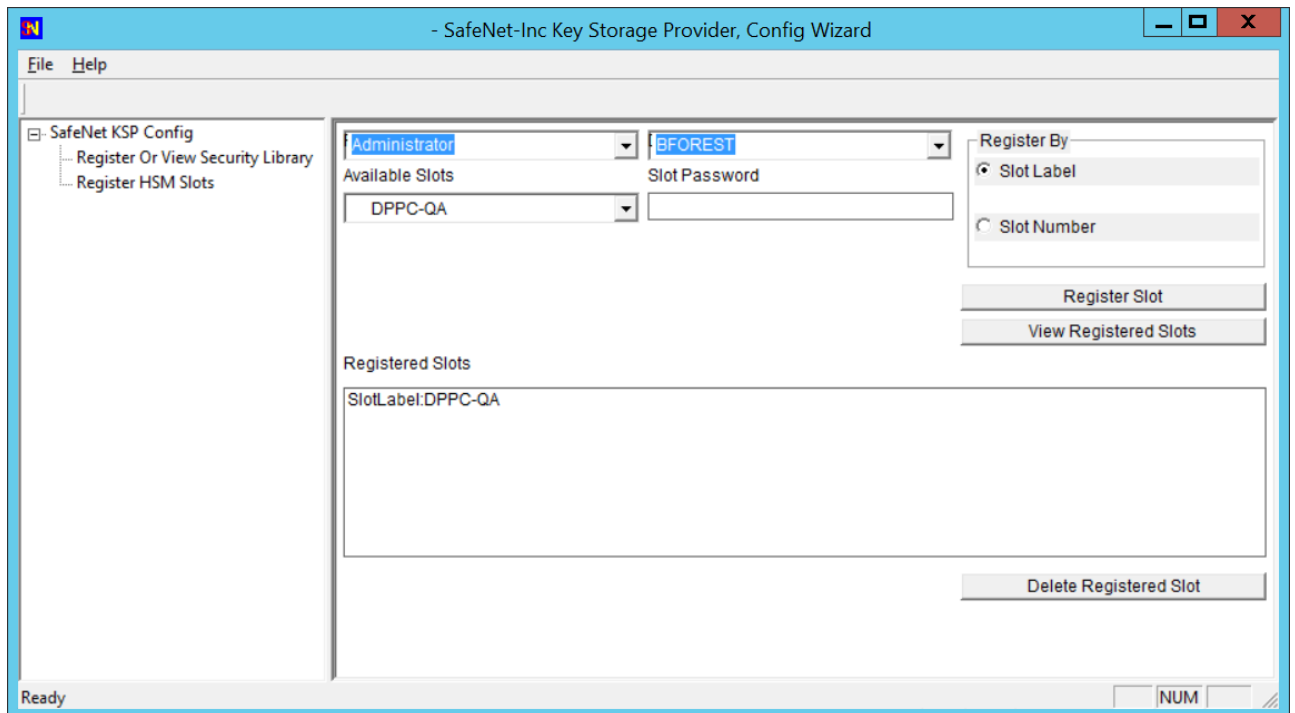 - SafeNet-Inc Key Storage Provider, Config Wizard
File Help
SafeNet KSP Config
Register Or View Security Library
Register HSM Slots
Administrator BFOREST
Available Slots Slot Password
DPPC-QA
Register By
Slot Label
Slot Number
Register Slot
View Registered Slots
Registered Slots
SlotLabel:DPPC-QA
Delete Registered Slot
Ready NUM